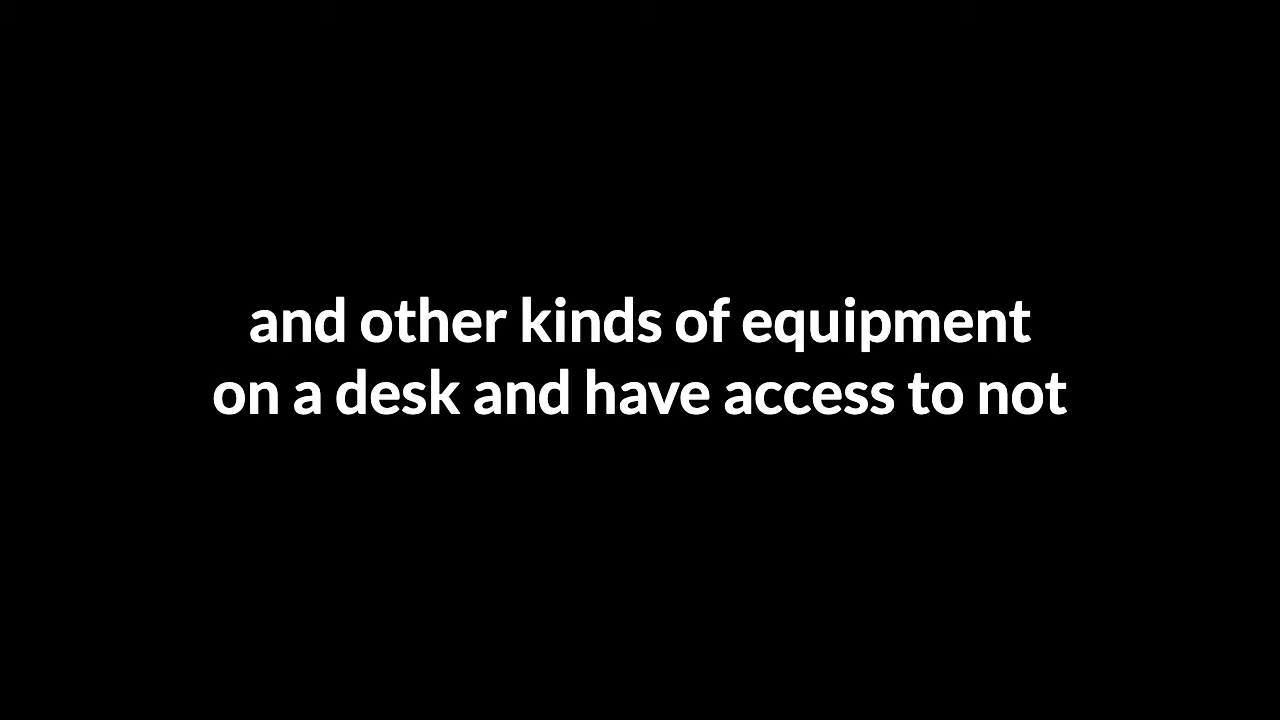 and other kinds of equipment
on a desk and have access to not